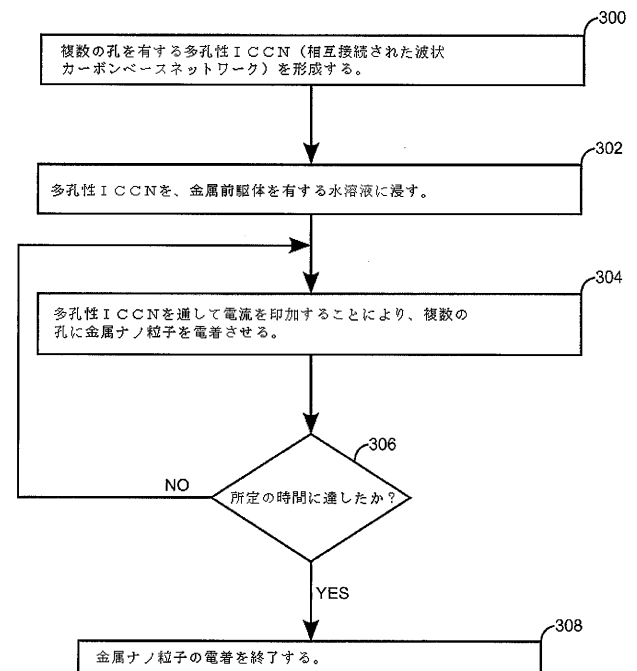 300
複数の孔を有する多孔性ICCN(相互接続された波状
カーボンベースネットワーク)を形成する。
302
多孔性ICCNを、金属前駆体を有する水溶液に浸す。
304
多孔性ICCNを通して電流を印加することにより、複数の
孔に金属ナノ粒子を電着させる。
306
所定の時間に達したか?
NO
YES
308
金属ナノ粒子の電着を終了する。